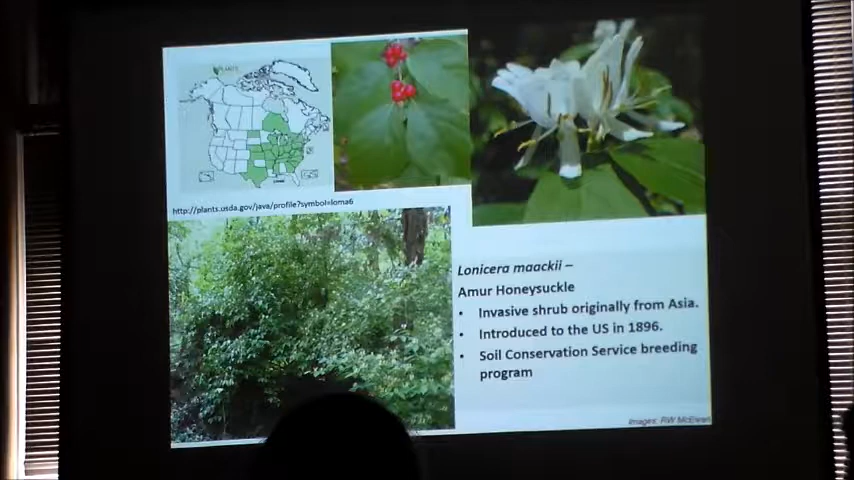 PLANTS
http://plants.usda.gov/java/profile?symbol=loma6
Lonicera maackii –
Amur Honeysuckle
• Invasive shrub originally from Asia.
• Introduced to the US in 1896.
• Soil Conservation Service breeding
program
Images: RW McEwan